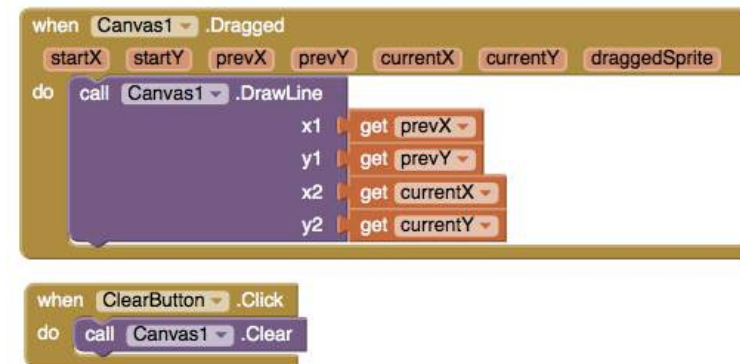 when Canvas1 .Dragged
startX startY prevX prevY currentX currentY draggedSprite
do call Canvas1 .DrawLine
x1 get prevX
y1 get prevY
x2 get currentX
y2 get currentY
when ClearButton .Click
do call Canvas1 .Clear